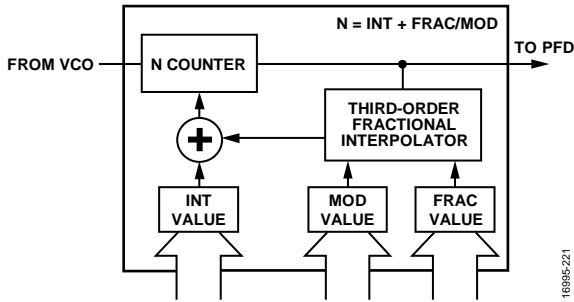 N = INT + FRAC/MOD
TO PFD
FROM VCO
N COUNTER
THIRD-ORDER
FRACTIONAL
INTERPOLATOR
+
INT
VALUE
MOD
VALUE
FRAC
VALUE
16995-221